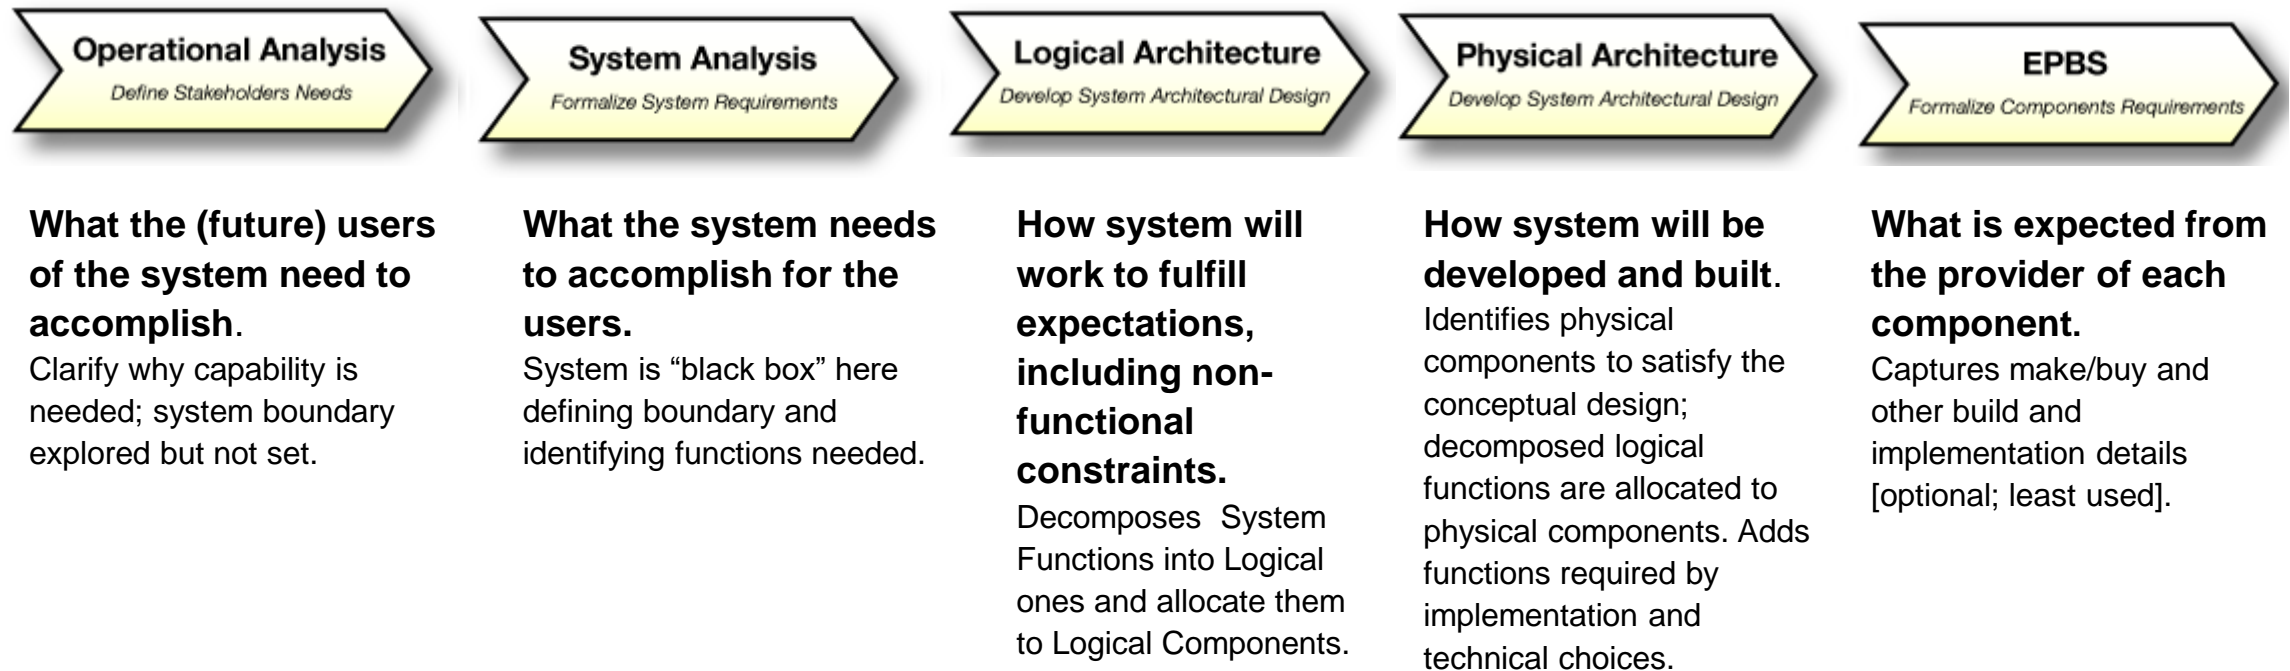 Operational Analysis
Define Stakeholders Needs
System Analysis
Formalize System Requirements
Logical Architecture
Develop System Architectural Design
Physical Architecture
Develop System Architectural Design
EPBS
Formalize Components Requirements
What the (future) users
of the system need to
accomplish.
Clarify why capability is
needed; system boundary
explored but not set.
What the system needs
to accomplish for the
users.
System is “black box” here
defining boundary and
identifying functions needed.
How system will
work to fulfill
expectations,
including non-
functional
constraints.
Decomposes System
Functions into Logical
ones and allocate them
to Logical Components.
How system will be
developed and built.
Identifies physical
components to satisfy the
conceptual design;
decomposed logical
functions are allocated to
physical components. Adds
functions required by
implementation and
technical choices.
What is expected from
the provider of each
component.
Captures make/buy and
other build and
implementation details
[optional; least used].